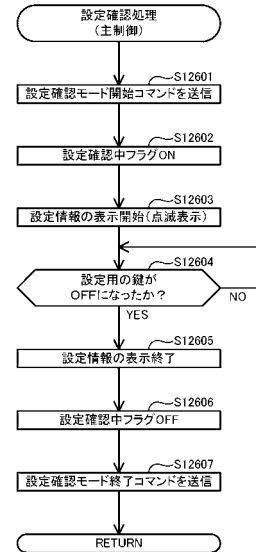 設定確認処理
(主制御)
S12601
設定確認モード開始コマンドを送信
S12602
設定確認中フラグON
S12603
設定情報の表示開始(点滅表示)
S12604
設定用の鍵が
OFFになったか？
NO
YES
S12605
設定情報の表示終了
S12606
設定確認中フラグOFF
S12607
設定確認モード終了コマンドを送信
RETURN